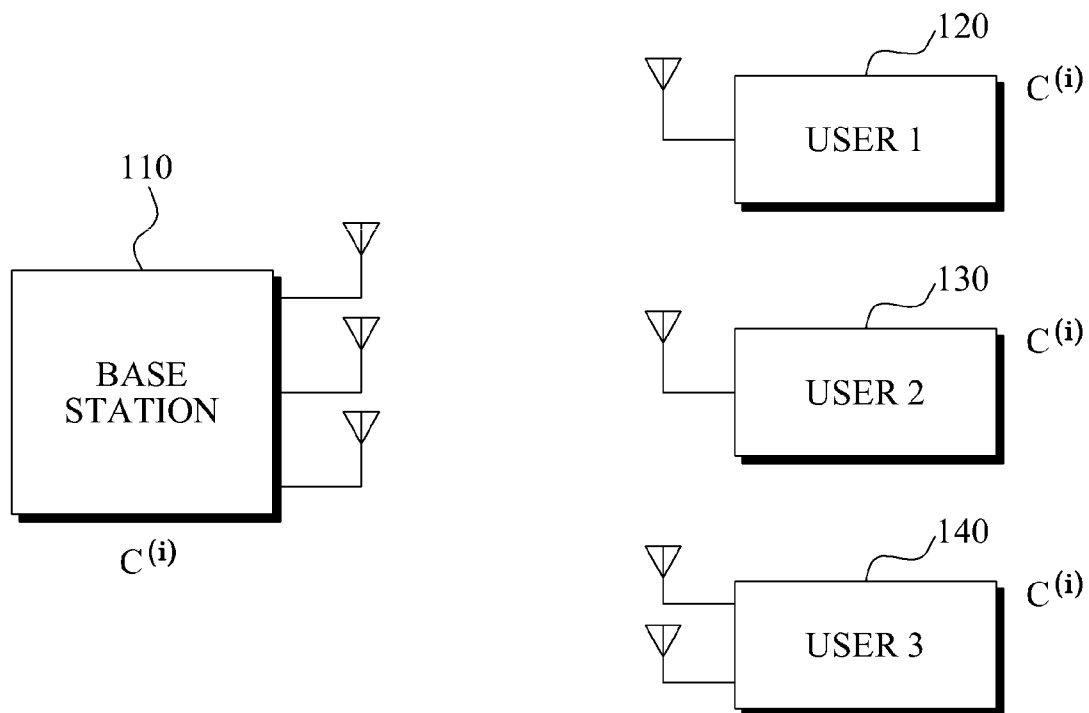 110
BASE
STATION
C(i)
120
USER 1
C(i)
130
USER 2
C(i)
140
USER 3
C(i)